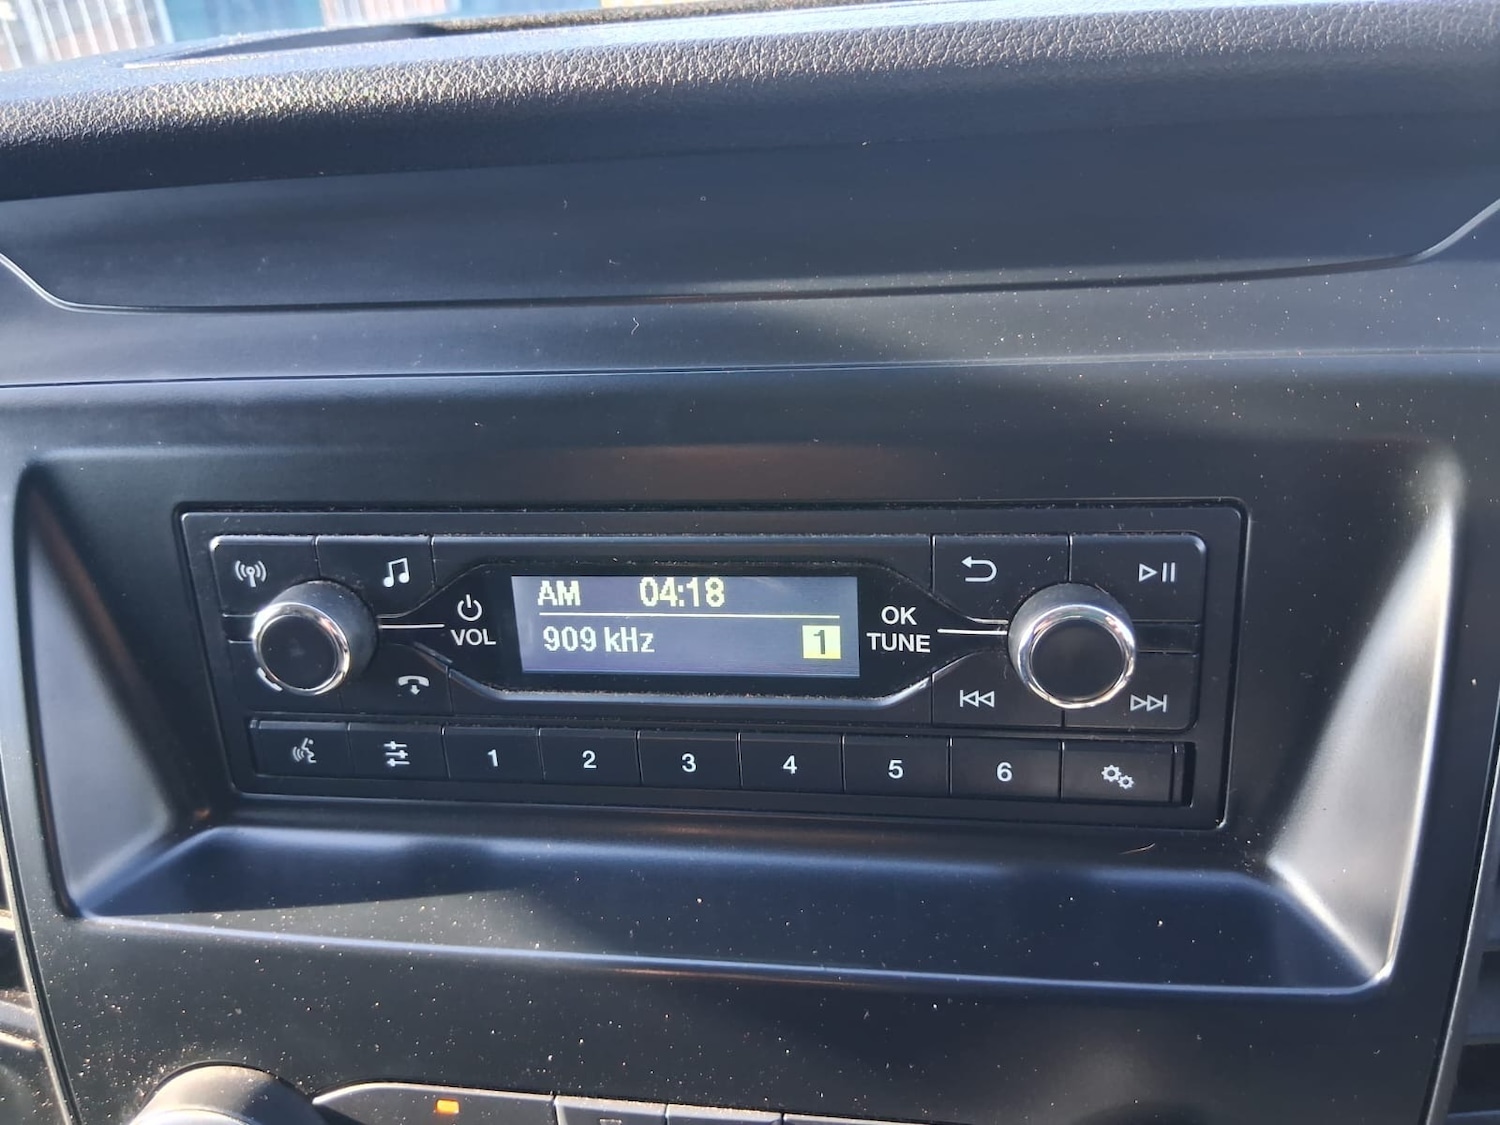 AM 04:18
909 kHz 1
VOL
OK
TUNE
1 2 3 4 5 6